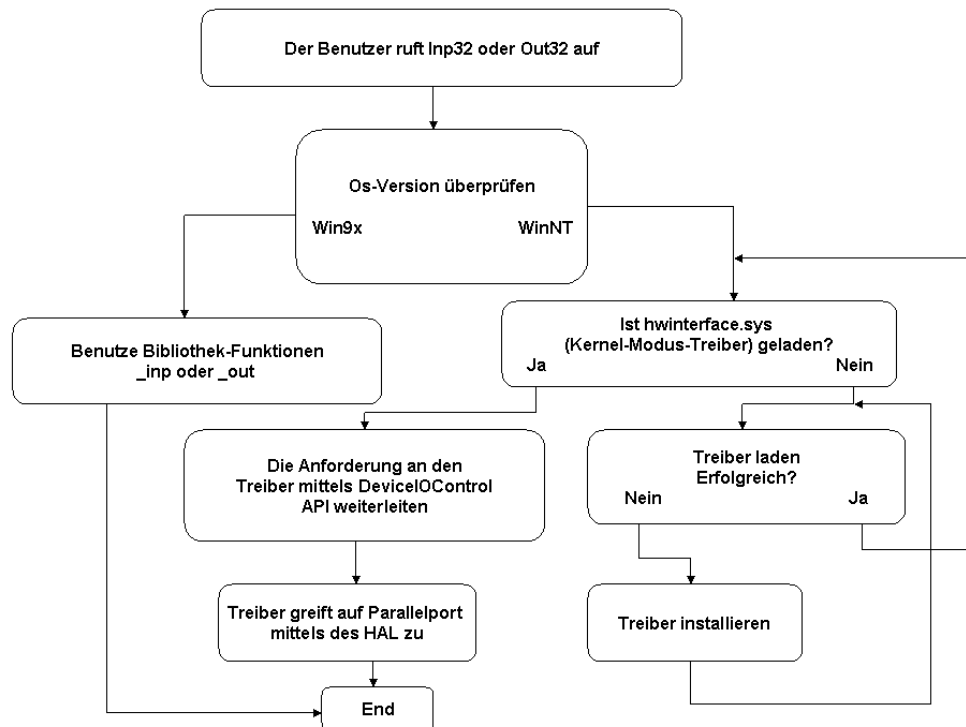 Der Benutzer ruft Inp32 oder Out32 auf
Os-Version überprüfen
Win9x
WinNT
Ist hwinterface.sys
(Kernel-Modus-Treiber) geladen?
Ja
Nein
Benutze Bibliothek-Funktionen
_inp oder _out
Die Anforderung an den
Treiber mittels DeviceIOControl
API weiterleiten
Treiber laden
Erfolgreich?
Nein
Ja
Treiber greift auf Parallelport
mittels des HAL zu
Treiber installieren
End